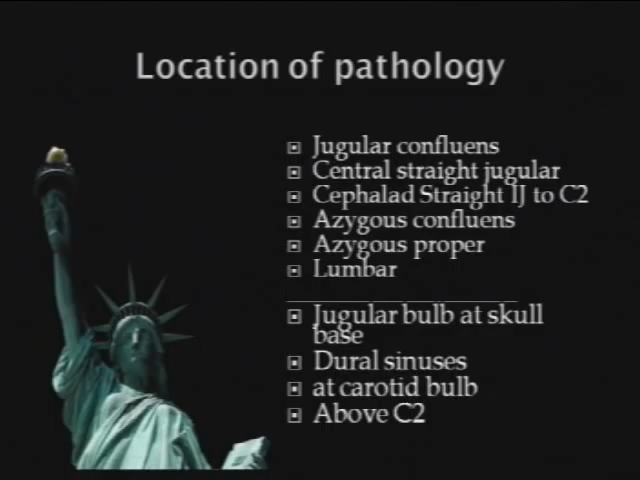 Location of pathology
Jugular confluens
Central straight jugular
Cephalad Straight IJ to C2
Azygous confluens
Azygous proper
Lumbar
Jugular bulb at skull
base
Dural sinuses
at carotid bulb
Above C2